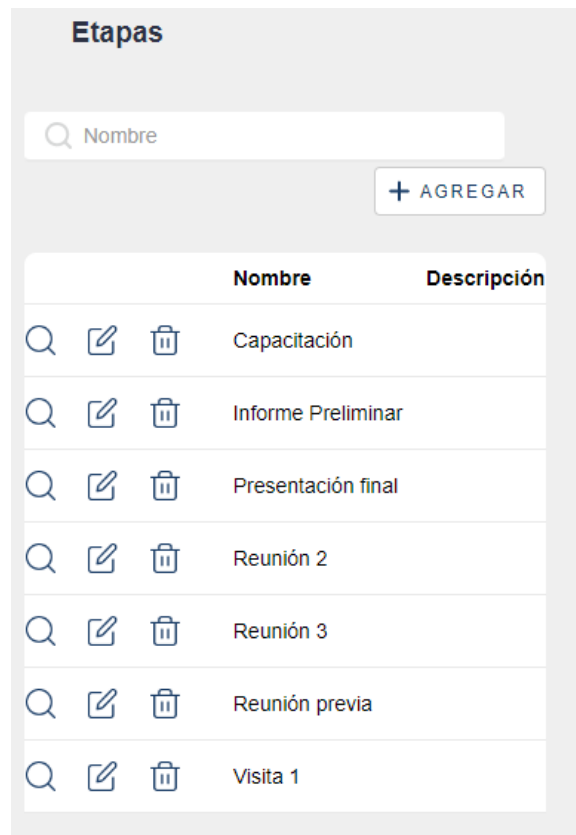 Etapas
Nombre
AGREGAR
Nombre Descripción
Capacitación
Informe Preliminar
Presentación final
Reunión 2
Reunión 3
Reunión previa
Visita 1